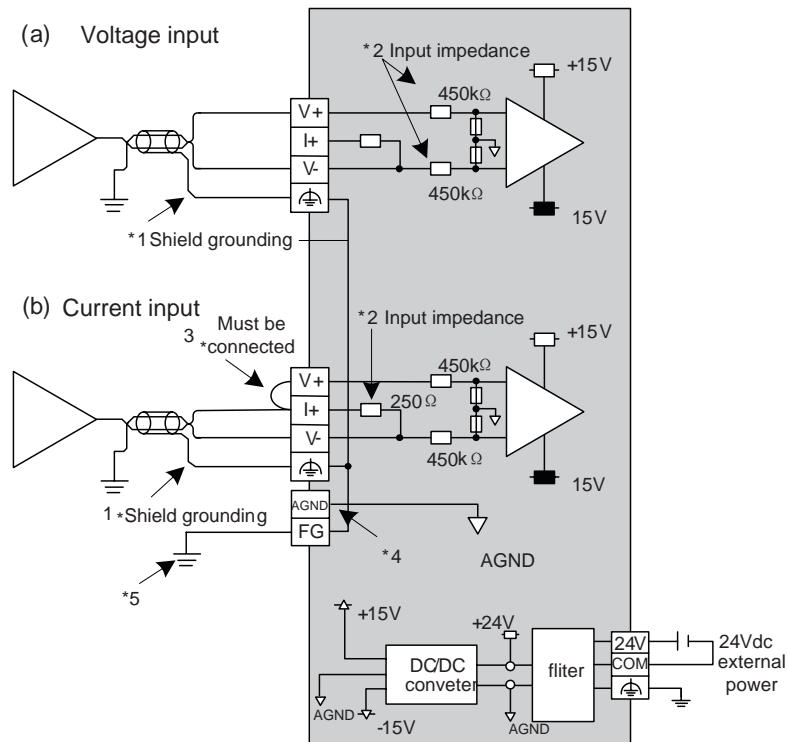 (a) Voltage input
*2 Input impedance
+15V
450kΩ
V+
I+
V-
450kΩ
15V
*1 Shield grounding
(b) Current input
*2 Input impedance
+15V
3 *Must be connected
450kΩ
V+
250 Ω
I+
V-
450kΩ
15V
1 *Shield grounding
AGND
FG
*4
AGND
*5
+15V
+24V
24V
24Vdc
COM
external
power
DC/DC
conveter
fliter
AGND
-15V
AGND